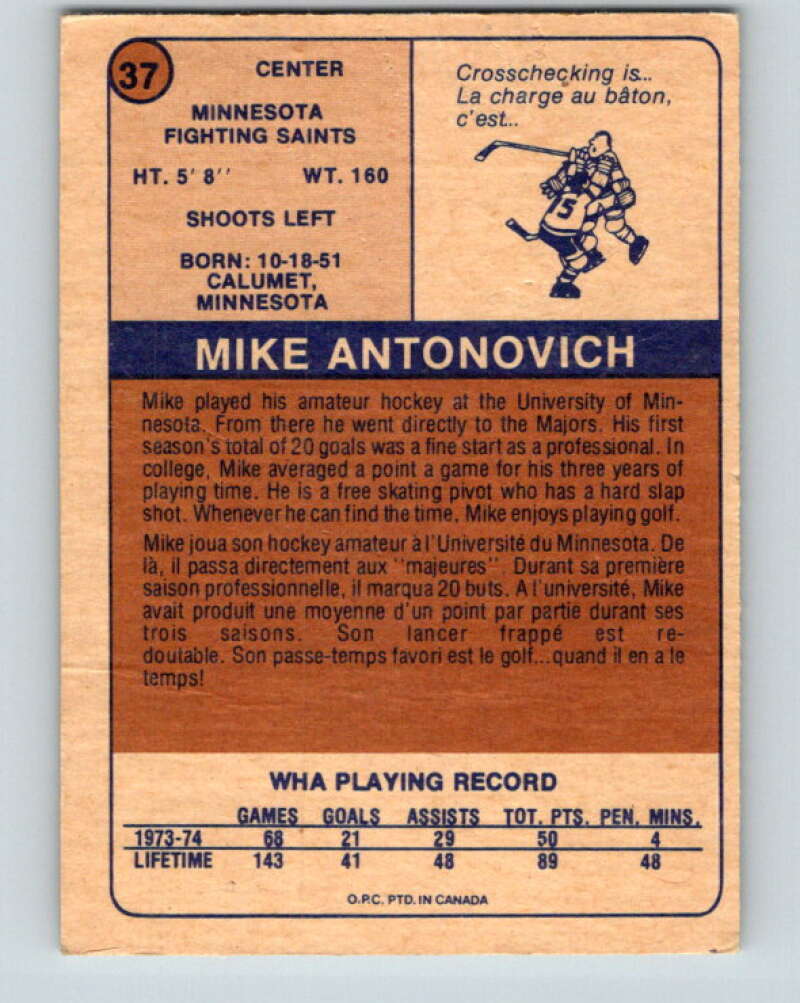 37
CENTER
MINNESOTA
FIGHTING SAINTS
HT. 5' 8'' WT. 160
SHOOTS LEFT
BORN: 10-18-51
CALUMET,
MINNESOTA
Crosschecking is...
La charge au bâton,
c'est...
5
MIKE ANTONOVICH
Mike played his amateur hockey at the University of Min-
nesota. From there he went directly to the Majors. His first
season's total of 20 goals was a fine start as a professional. In
college, Mike averaged a point a game for his three years of
playing time. He is a free skating pivot who has a hard slap
shot. Whenever he can find the time, Mike enjoys playing golf.
Mike joua son hockey amateur à l'Université du Minnesota. De
là, il passa directement aux "majeures". Durant sa première
saison professionnelle, il marqua 20 buts. A l'université, Mike
avait produit une moyenne d'un point par partie durant ses
trois saisons. Son lancer frappé est re-
doutable. Son passe-temps favori est le golf...quand il en a le
temps!
WHA PLAYING RECORD
GAMES GOALS ASSISTS TOT. PTS. PEN. MINS.
1973-74 68 21 29 50 4
LIFETIME 143 41 48 89 48
O.P.C. PTD. IN CANADA